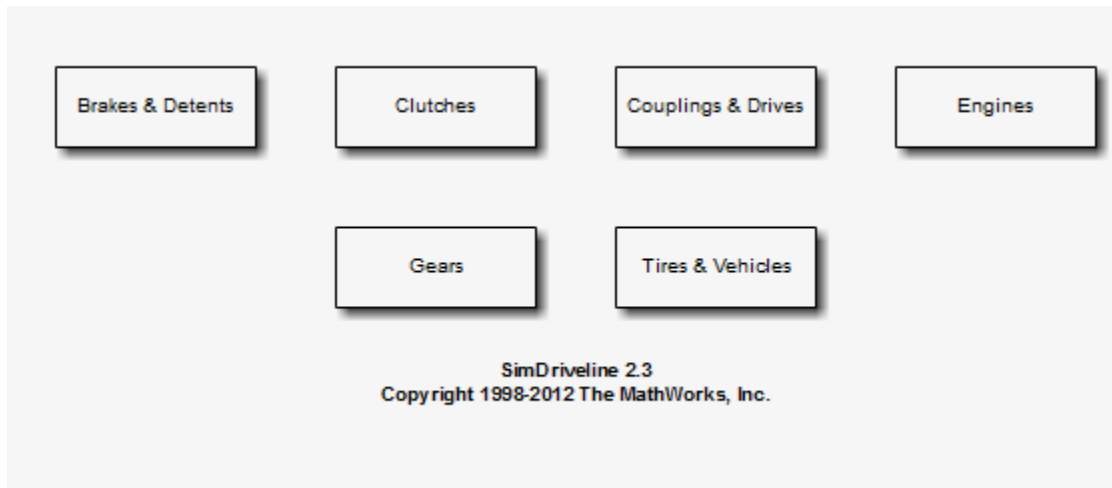 Brakes & Detents
Clutches
Couplings & Drives
Engines
Gears
Tires & Vehicles
SimDriveline 2.3
Copyright 1998-2012 The MathWorks, Inc.